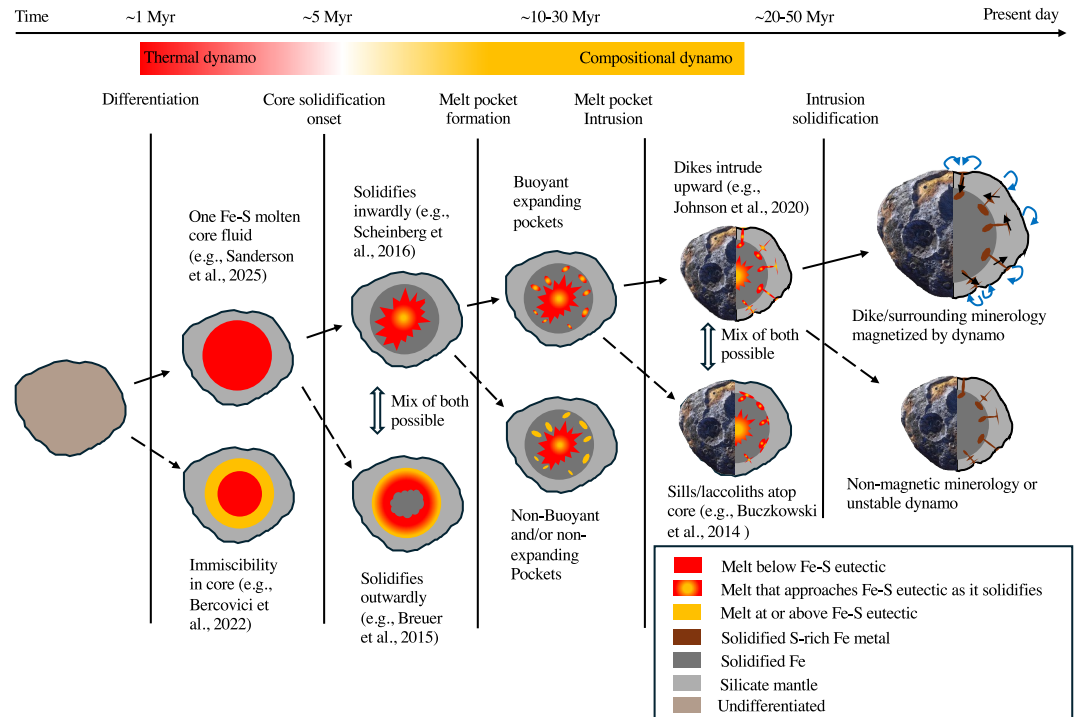 Time
~1 Myr
~5 Myr
~10-30 Myr
~20-50 Myr
Present day
Thermal dynamo
Compositional dynamo
Differentiation
Core solidification
onset
Melt pocket
formation
Melt pocket
Intrusion
Intrusion
solidification
One Fe-S molten
core fluid
(e.g., Sanderson
et al., 2025)
Solidifies
inwardly (e.g.,
Scheinberg et
al., 2016)
Buoyant
expanding
pockets
Dikes intrude
upward (e.g.,
Johnson et al., 2020)
Dike/surrounding minerology
magnetized by dynamo
Mix of both
possible
Mix of both
possible
Immiscibility
in core (e.g.,
Bercovici et
al., 2022)
Solidifies
outwardly
(e.g., Breuer
et al., 2015)
Non-Buoyant
and/or non-
expanding
Pockets
Sills/laccoliths atop
core (e.g., Buczkowski
et al., 2014 )
Non-magnetic minerology or
unstable dynamo
Melt below Fe-S eutectic
Melt that approaches Fe-S eutectic as it solidifies
Melt at or above Fe-S eutectic
Solidified S-rich Fe metal
Solidified Fe
Silicate mantle
Undifferentiated